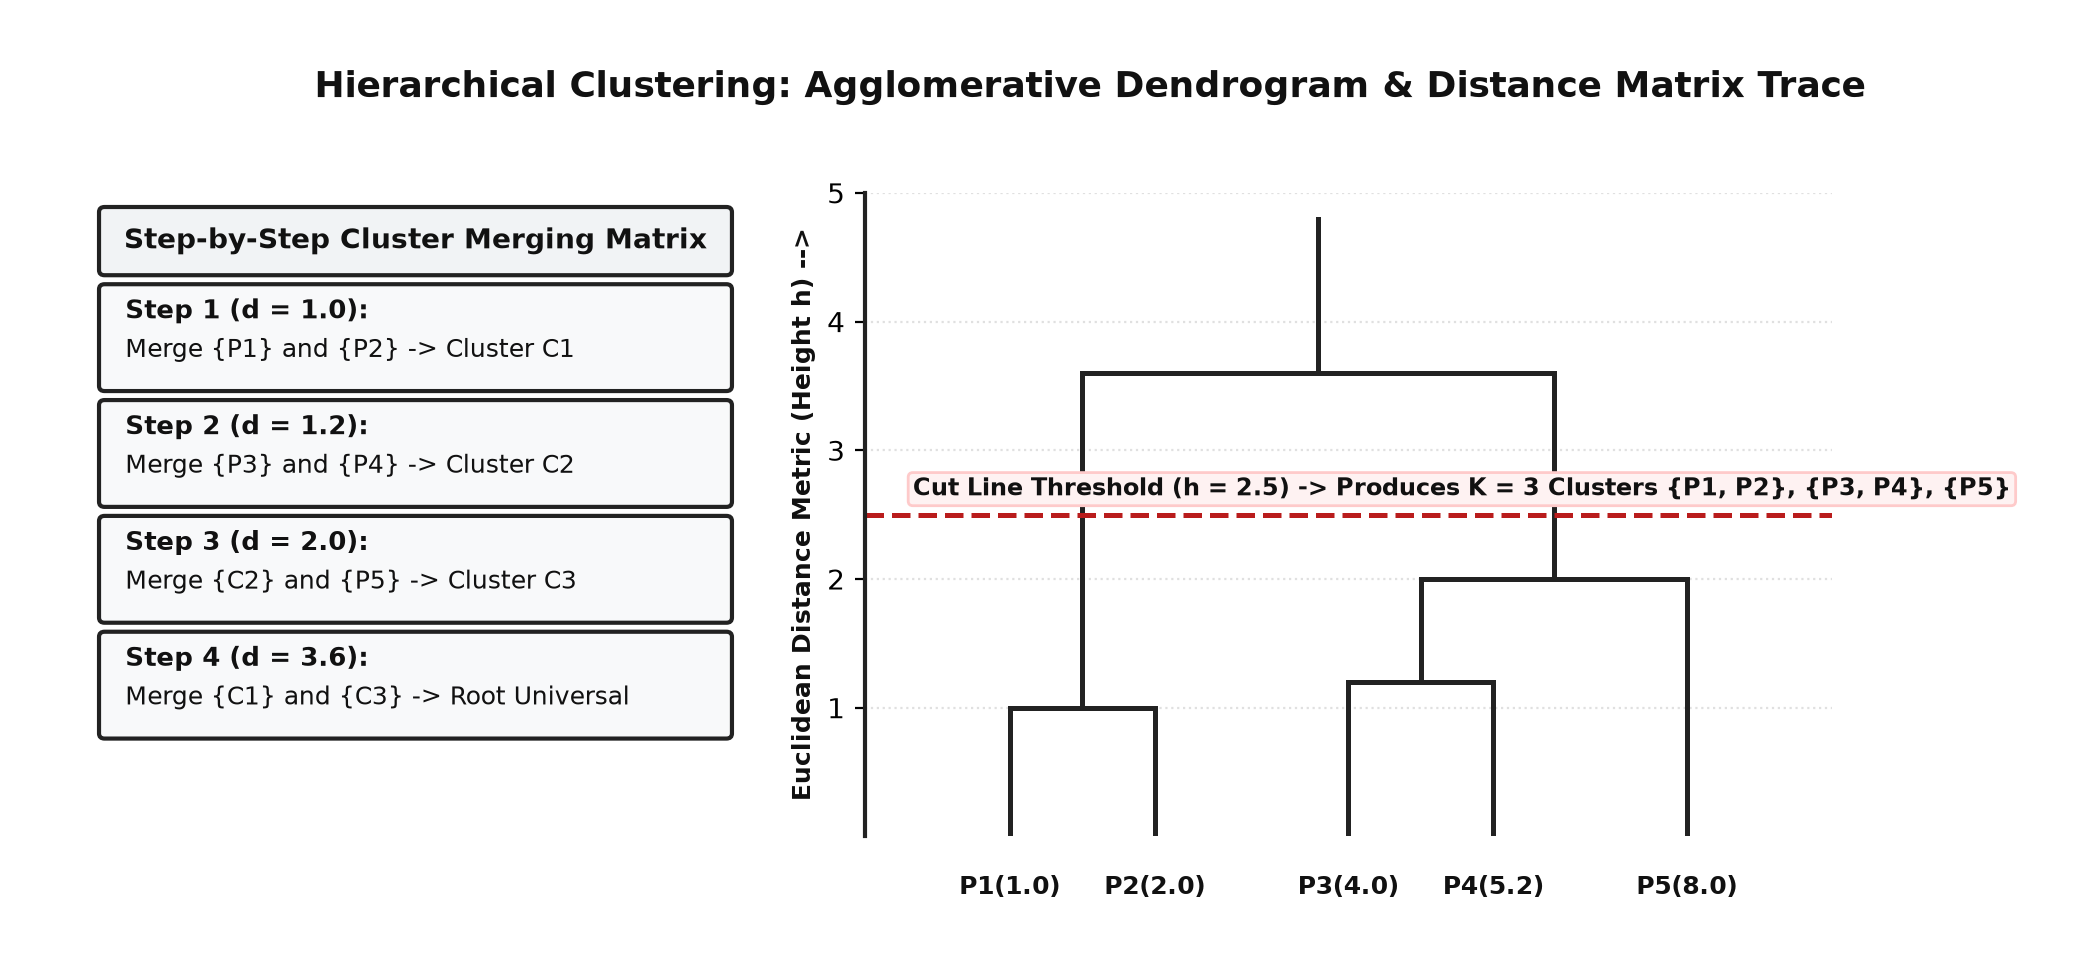 Hierarchical Clustering: Agglomerative Dendrogram & Distance Matrix Trace
Step-by-Step Cluster Merging Matrix
Step 1 (d = 1.0):
Merge {P1} and {P2} -> Cluster C1
Step 2 (d = 1.2):
Merge {P3} and {P4} -> Cluster C2
Step 3 (d = 2.0):
Merge {C2} and {P5} -> Cluster C3
Step 4 (d = 3.6):
Merge {C1} and {C3} -> Root Universal
Euclidean Distance Metric (Height h) -->
5
4
3
2
1
Cut Line Threshold (h = 2.5) -> Produces K = 3 Clusters {P1, P2}, {P3, P4}, {P5}
P1(1.0) P2(2.0) P3(4.0) P4(5.2) P5(8.0)